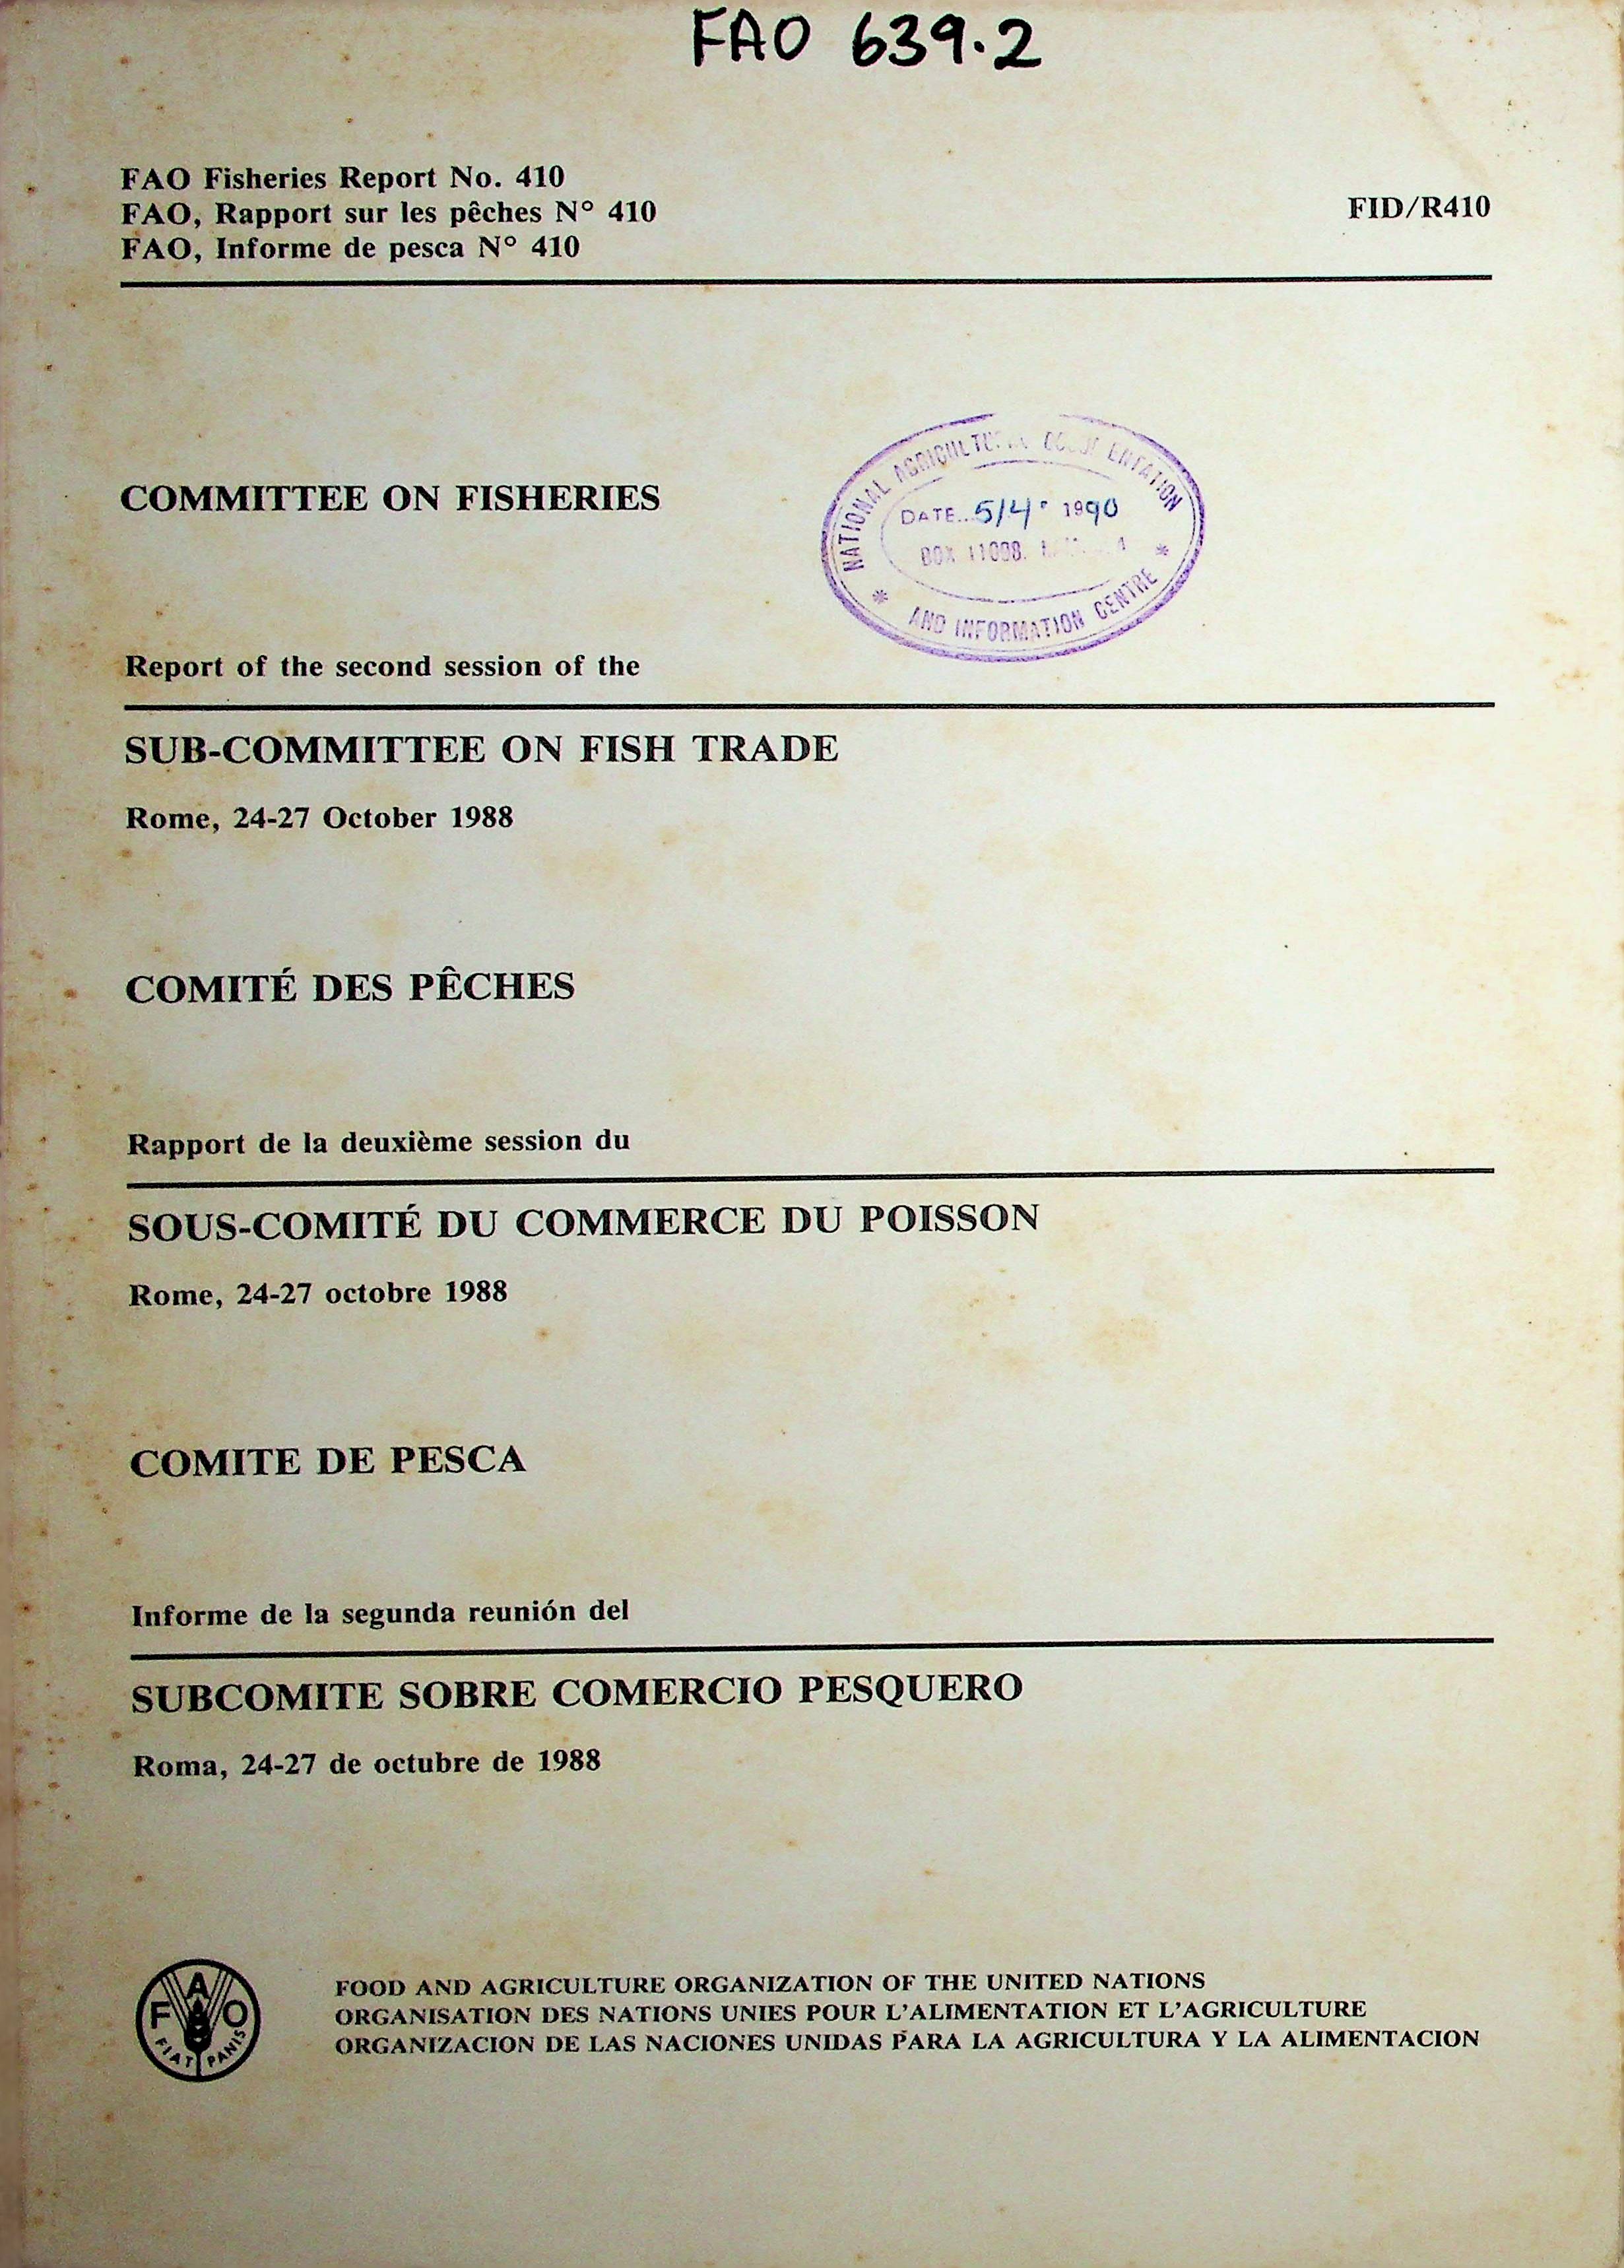 FAO 639.2
FAO Fisheries Report No. 410
FAO, Rapport sur les pêches N° 410
FAO, Informe de pesca N° 410
FID/R410
COMMITTEE ON FISHERIES
NATIONAL
AND INFORMATION CENTRE
DATE.. 5/4 1990
BOX 11098.
Report of the second session of the
SUB-COMMITTEE ON FISH TRADE
Rome, 24-27 October 1988
COMITÉ DES PÊCHES
Rapport de la deuxième session du
SOUS-COMITÉ DU COMMERCE DU POISSON
Rome, 24-27 octobre 1988
COMITE DE PESCA
Informe de la segunda reunión del
SUBCOMITE SOBRE COMERCIO PESQUERO
Roma, 24-27 de octubre de 1988
FAO
FIAT PANIS
FOOD AND AGRICULTURE ORGANIZATION OF THE UNITED NATIONS
ORGANISATION DES NATIONS UNIES POUR L'ALIMENTATION ET L'AGRICULTURE
ORGANIZACION DE LAS NACIONES UNIDAS PARA LA AGRICULTURA Y LA ALIMENTACION